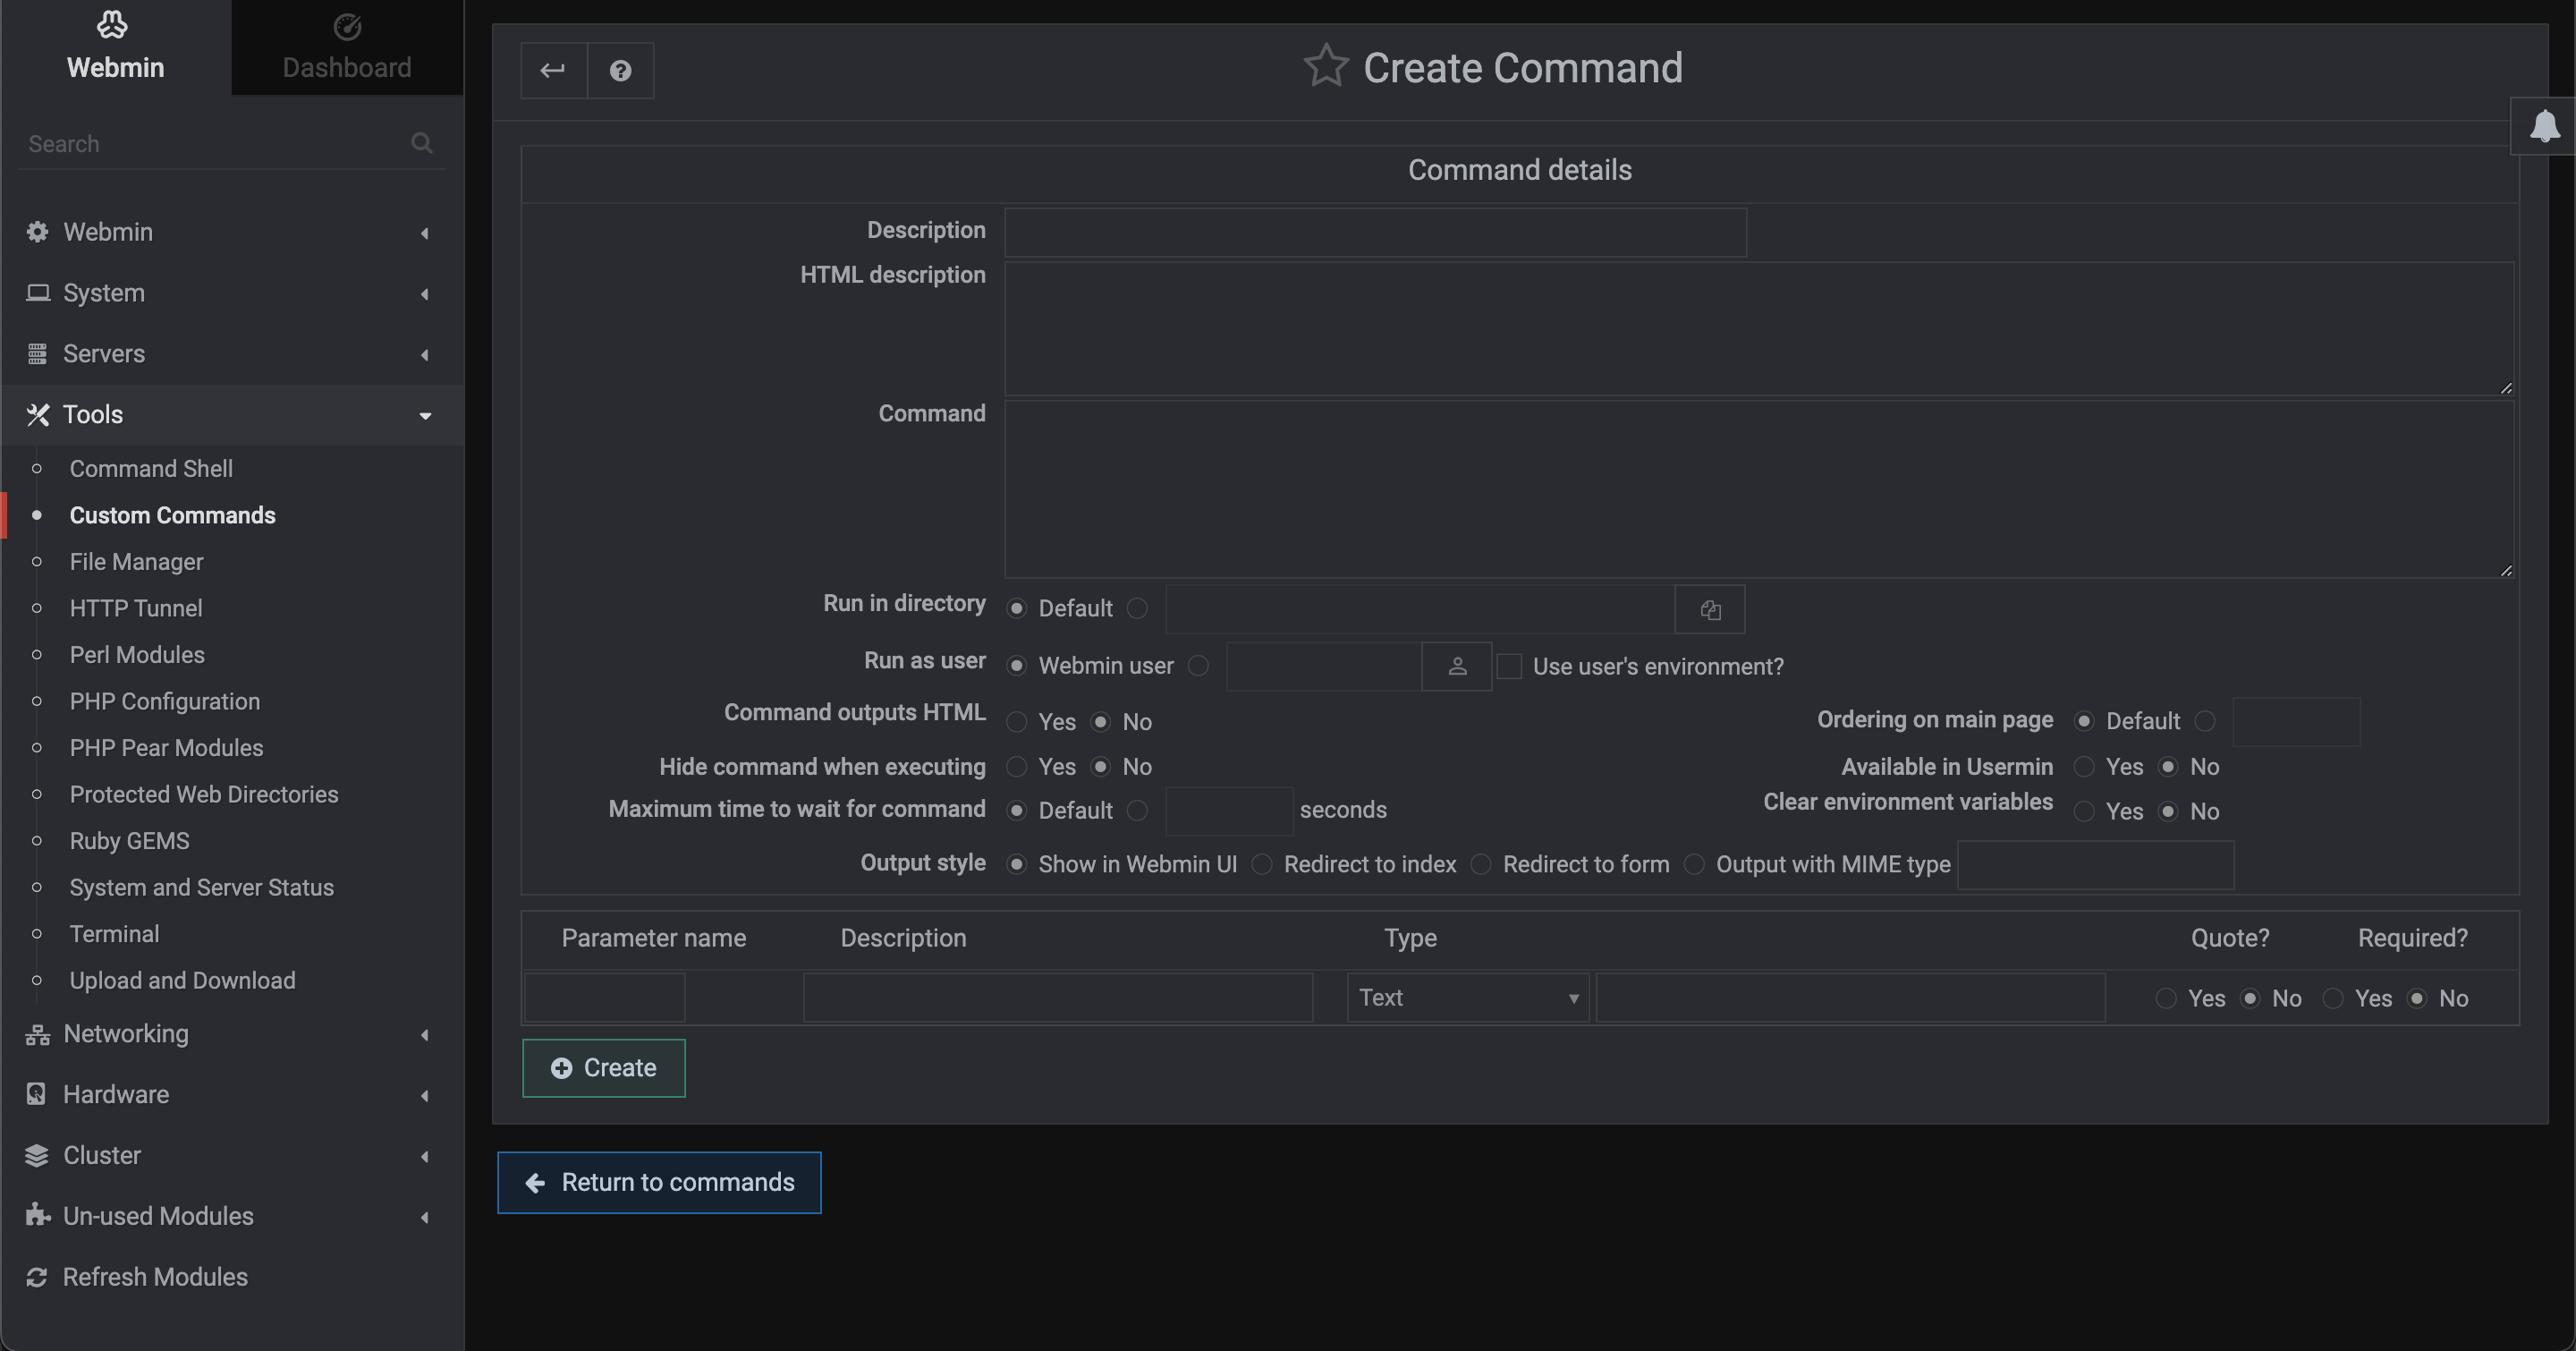 Webmin
Dashboard
Search
Webmin
System
Servers
Tools
Command Shell
Custom Commands
File Manager
HTTP Tunnel
Perl Modules
PHP Configuration
PHP Pear Modules
Protected Web Directories
Ruby GEMS
System and Server Status
Terminal
Upload and Download
Networking
Hardware
Cluster
Un-used Modules
Refresh Modules
Create Command
Command details
Description
HTML description
Command
Run in directory Default
Run as user Webmin user Use user's environment?
Command outputs HTML Yes No Ordering on main page Default
Hide command when executing Yes No Available in Usermin Yes No
Maximum time to wait for command Default seconds Clear environment variables Yes No
Output style Show in Webmin UI Redirect to index Redirect to form Output with MIME type
Parameter name Description Type Quote? Required?
Text Yes No Yes No
Create
Return to commands